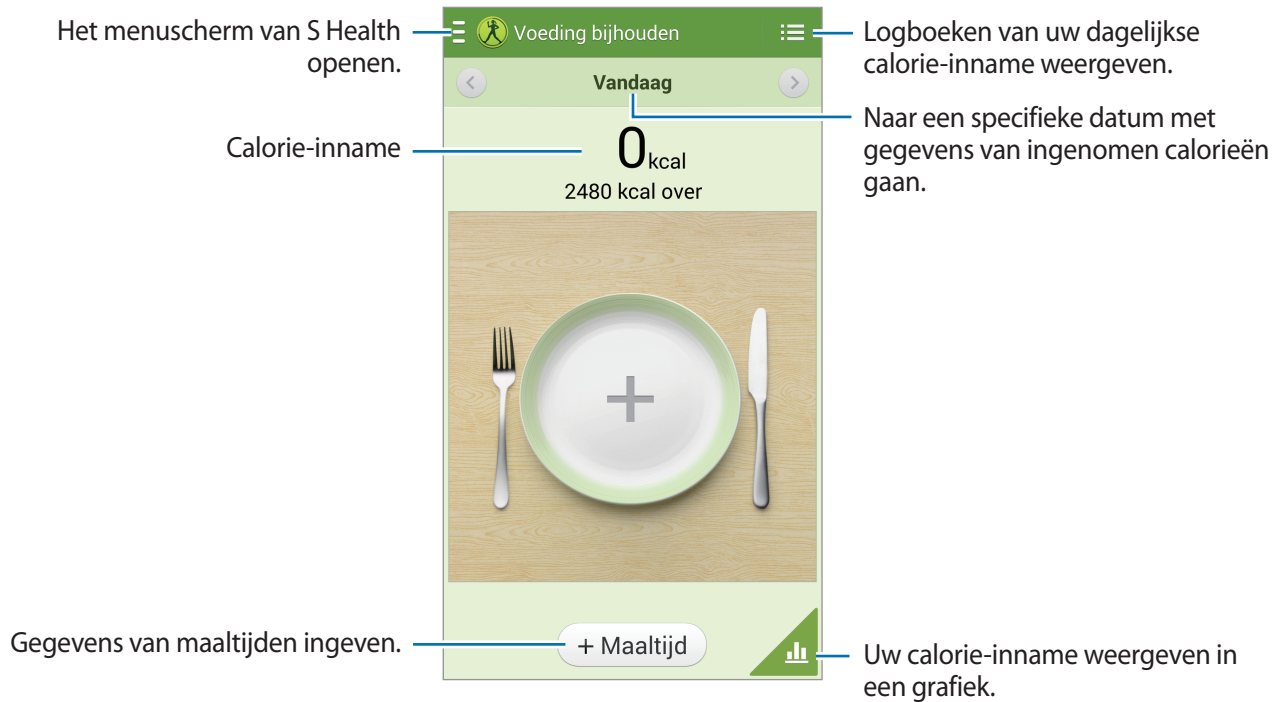 Het menuscherm van S Health
openen.
Voeding bijhouden
Logboeken van uw dagelijkse
calorie-inname weergeven.
Vandaag
Naar een specifieke datum met
gegevens van ingenomen calorieën
gaan.
Calorie-inname
0 kcal
2480 kcal over
Gegevens van maaltijden ingeven.
+ Maaltijd
Uw calorie-inname weergeven in
een grafiek.